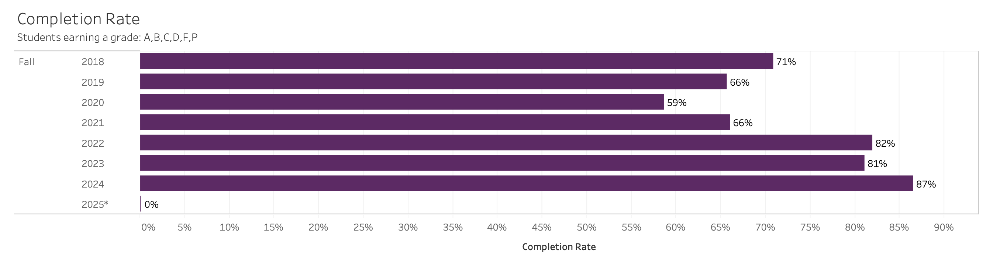 Completion Rate
Students earning a grade: A,B,C,D,F,P
Fall 2018 71%
2019 66%
2020 59%
2021 66%
2022 82%
2023 81%
2024 87%
2025* 0%
0% 5% 10% 15% 20% 25% 30% 35% 40% 45% 50% 55% 60% 65% 70% 75% 80% 85% 90%
Completion Rate